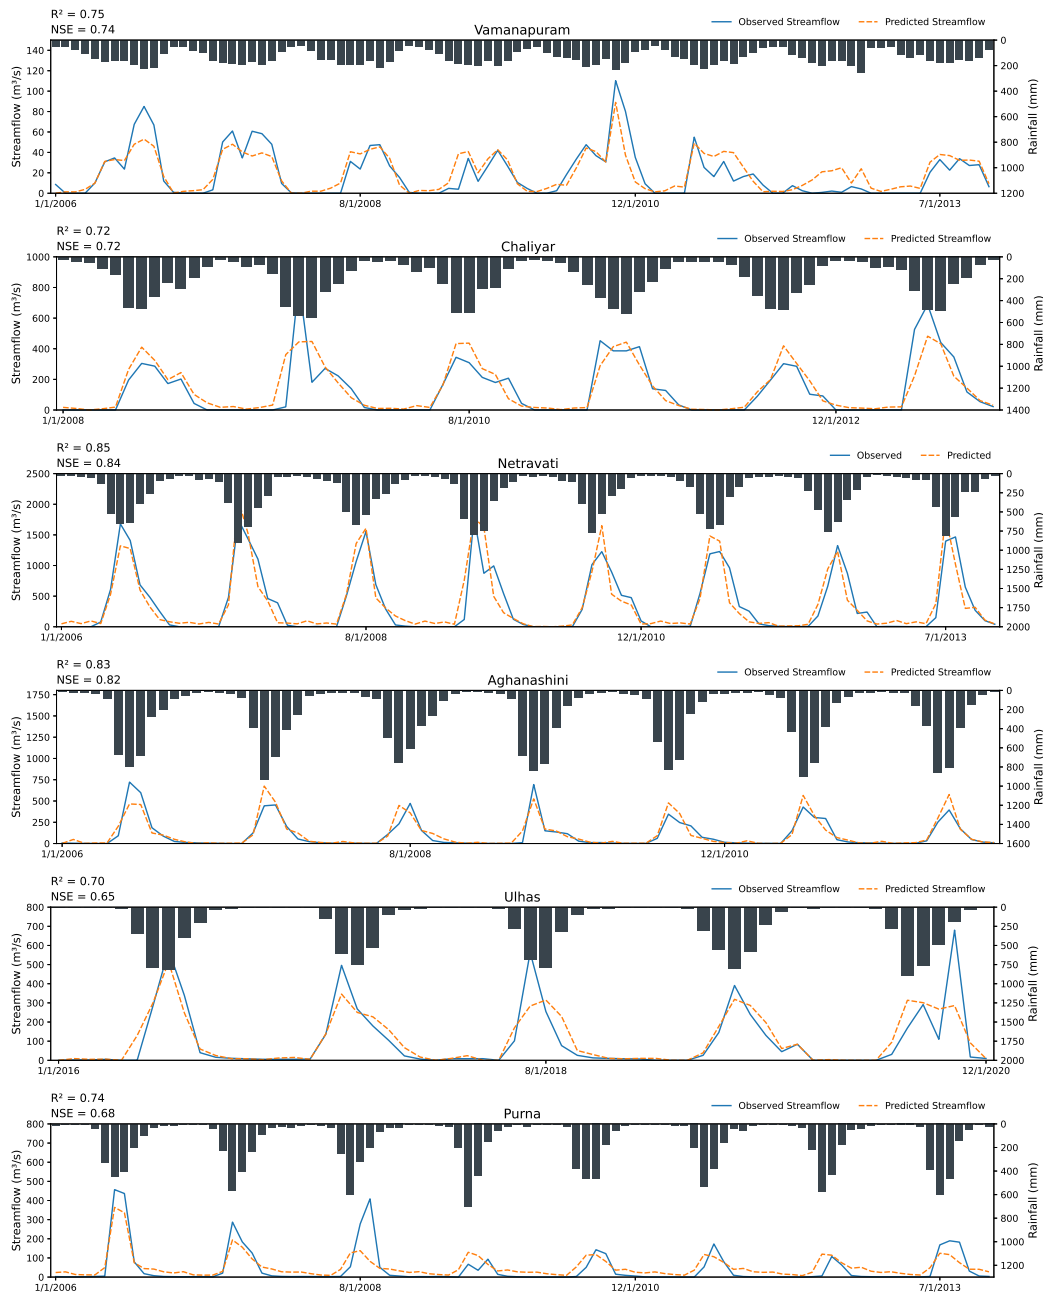 R² = 0.75
NSE = 0.74
Vamanapuram
Observed Streamflow
Predicted Streamflow
Streamflow (m³/s)
140
120
100
80
60
40
20
0
0
200
400
600
800
1000
1200
Rainfall (mm)
1/1/2006
8/1/2008
12/1/2010
7/1/2013
R² = 0.72
NSE = 0.72
Chaliyar
Observed Streamflow
Predicted Streamflow
Streamflow (m³/s)
1000
800
600
400
200
0
0
200
400
600
800
1000
1200
1400
Rainfall (mm)
1/1/2008
8/1/2010
12/1/2012
R² = 0.85
NSE = 0.84
Netravati
Observed
Predicted
Streamflow (m³/s)
2500
2000
1500
1000
500
0
0
250
500
750
1000
1250
1500
1750
2000
Rainfall (mm)
1/1/2006
8/1/2008
12/1/2010
7/1/2013
R² = 0.83
NSE = 0.82
Aghanashini
Observed Streamflow
Predicted Streamflow
Streamflow (m³/s)
1750
1500
1250
1000
750
500
250
0
0
200
400
600
800
1000
1200
1400
1600
Rainfall (mm)
1/1/2006
8/1/2008
12/1/2010
R² = 0.70
NSE = 0.65
Ulhas
Observed Streamflow
Predicted Streamflow
Streamflow (m³/s)
800
700
600
500
400
300
200
100
0
0
250
500
750
1000
1250
1500
1750
2000
Rainfall (mm)
1/1/2016
8/1/2018
12/1/2020
R² = 0.74
NSE = 0.68
Purna
Observed Streamflow
Predicted Streamflow
Streamflow (m³/s)
800
700
600
500
400
300
200
100
0
0
200
400
600
800
1000
1200
Rainfall (mm)
1/1/2006
8/1/2008
12/1/2010
7/1/2013